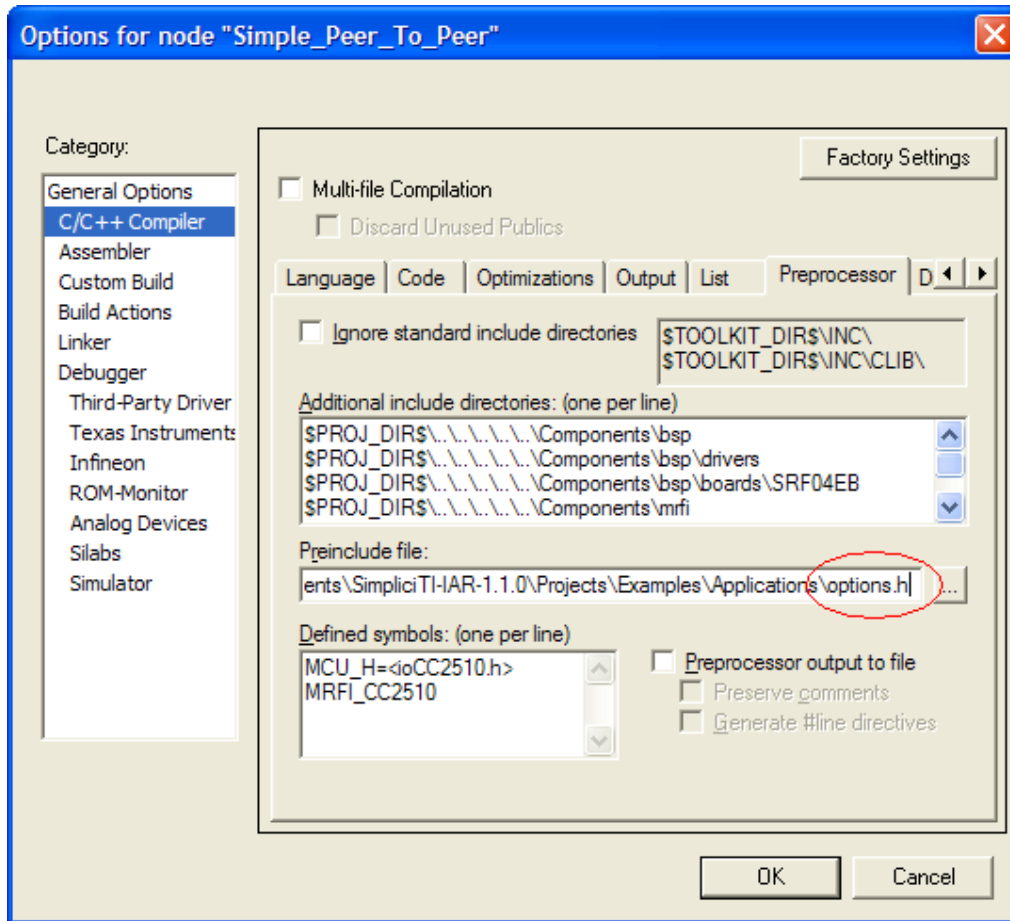 Options for node "Simple_Peer_To_Peer"
Category:
General Options
C/C++ Compiler
Assembler
Custom Build
Build Actions
Linker
Debugger
Third-Party Driver
Texas Instruments
Infineon
ROM-Monitor
Analog Devices
Silabs
Simulator
Factory Settings
Multi-file Compilation
Discard Unused Publics
Language Code Optimizations Output List Preprocessor D
Ignore standard include directories
$TOOLKIT_DIR$\INC\
$TOOLKIT_DIR$\INC\CLIB\
Additional include directories: (one per line)
$PROJ_DIR$\..\..\..\..\..\..\Components\bsp
$PROJ_DIR$\..\..\..\..\..\..\Components\bsp\drivers
$PROJ_DIR$\..\..\..\..\..\..\Components\bsp\boards\SRF04EB
$PROJ_DIR$\..\..\..\..\..\..\Components\mrfi
Preinclude file:
ents\SimpliciTI-IAR-1.1.0\Projects\Examples\Applications\options.h ...
Defined symbols: (one per line)
MCU_H=<ioCC2510.h>
MRFI_CC2510
Preprocessor output to file
Preserve comments
Generate #line directives
OK Cancel